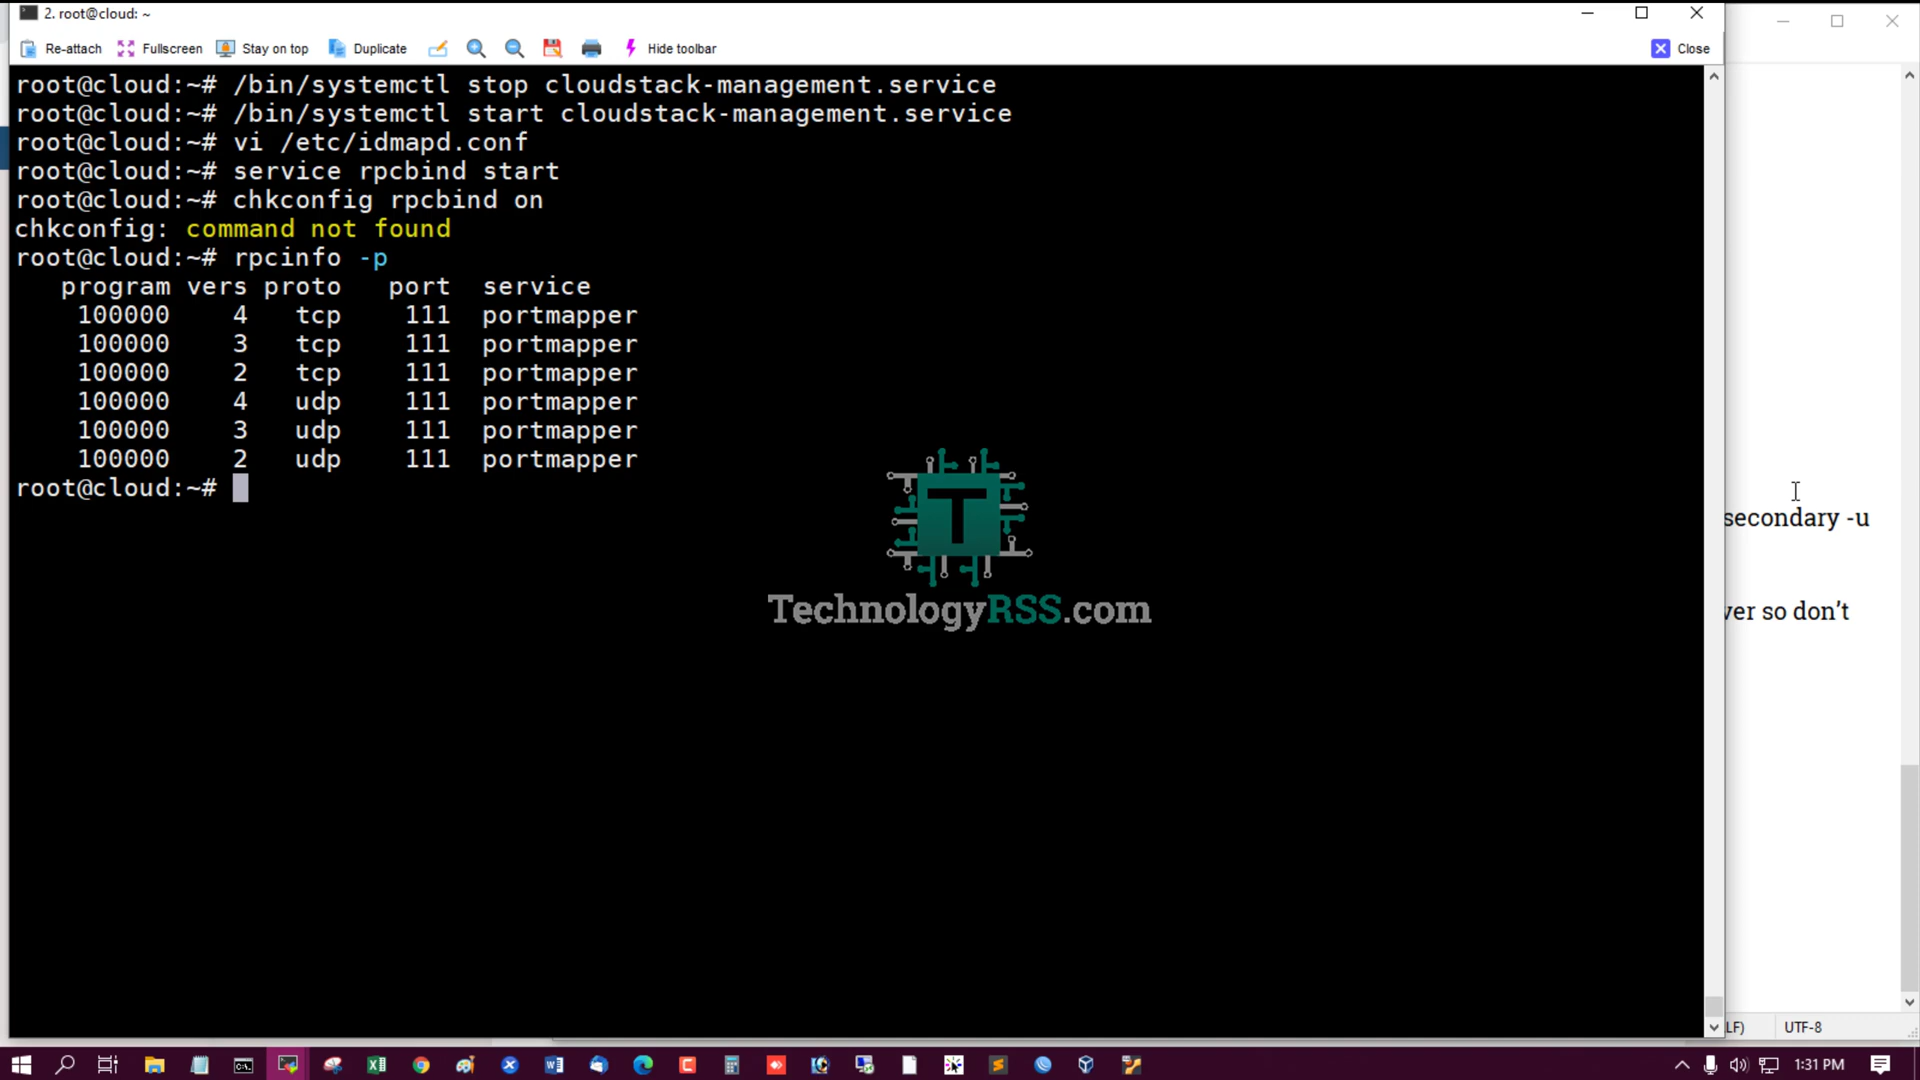 2. root@cloud: ~
Re-attach Fullscreen Stay on top Duplicate Hide toolbar Close
root@cloud:~# /bin/systemctl stop cloudstack-management.service
root@cloud:~# /bin/systemctl start cloudstack-management.service
root@cloud:~# vi /etc/idmapd.conf
root@cloud:~# service rpcbind start
root@cloud:~# chkconfig rpcbind on
chkconfig: command not found
root@cloud:~# rpcinfo -p
program vers proto port service
100000 4 tcp 111 portmapper
100000 3 tcp 111 portmapper
100000 2 tcp 111 portmapper
100000 4 udp 111 portmapper
100000 3 udp 111 portmapper
100000 2 udp 111 portmapper
root@cloud:~#
secondary -u
T
TechnologyRSS.com
ver so don't
LF) UTF-8
1:31 PM